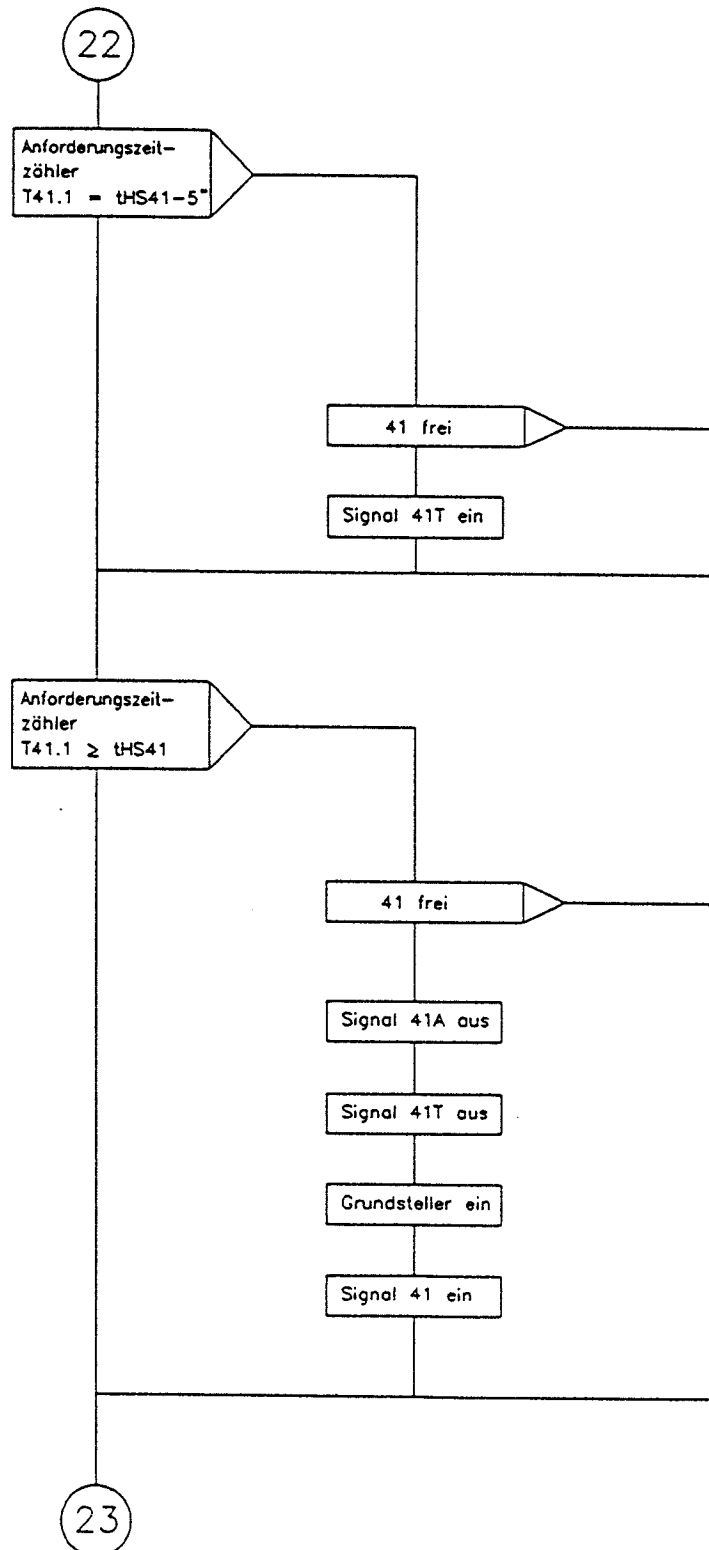 22
Anforderungszeit-
zähler
T41.1 = tHS41-5"
41 frei
Signal 41T ein
Anforderungszeit-
zähler
T41.1 ≥ tHS41
41 frei
Signal 41A aus
Signal 41T aus
Grundsteller ein
Signal 41 ein
23